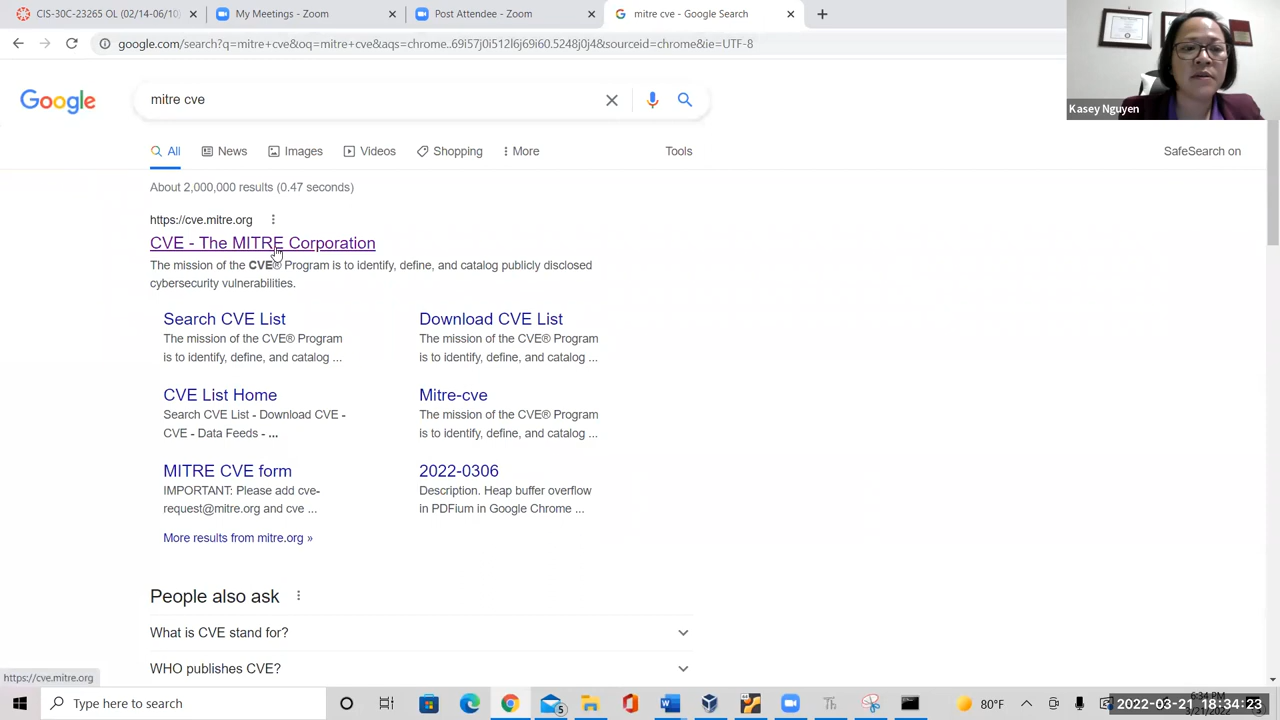 CIS-30C-23265 OL (02/14-06/10)
My Meetings - Zoom
Post Attendee - Zoom
mitre cve - Google Search
google.com/search?q=mitre+cve&oq=mitre+cve&aqs=chrome..69i57j0i512l6j69i60.5248j0j4&sourceid=chrome&ie=UTF-8
Kasey Nguyen
Google
mitre cve
All
News
Images
Videos
Shopping
More
Tools
SafeSearch on
About 2,000,000 results (0.47 seconds)
https://cve.mitre.org
CVE - The MITRE Corporation
The mission of the CVE® Program is to identify, define, and catalog publicly disclosed
cybersecurity vulnerabilities.
Search CVE List
The mission of the CVE® Program
is to identify, define, and catalog ...
Download CVE List
The mission of the CVE® Program
is to identify, define, and catalog ...
CVE List Home
Search CVE List - Download CVE -
CVE - Data Feeds - ...
Mitre-cve
The mission of the CVE® Program
is to identify, define, and catalog ...
MITRE CVE form
IMPORTANT: Please add cve-
request@mitre.org and cve ...
2022-0306
Description. Heap buffer overflow
in PDFium in Google Chrome ...
More results from mitre.org »
People also ask
What is CVE stand for?
WHO publishes CVE?
https://cve.mitre.org
Type here to search
5
64
80°F
6:34 PM
2022-03-21 18:34:23
3/21/2022